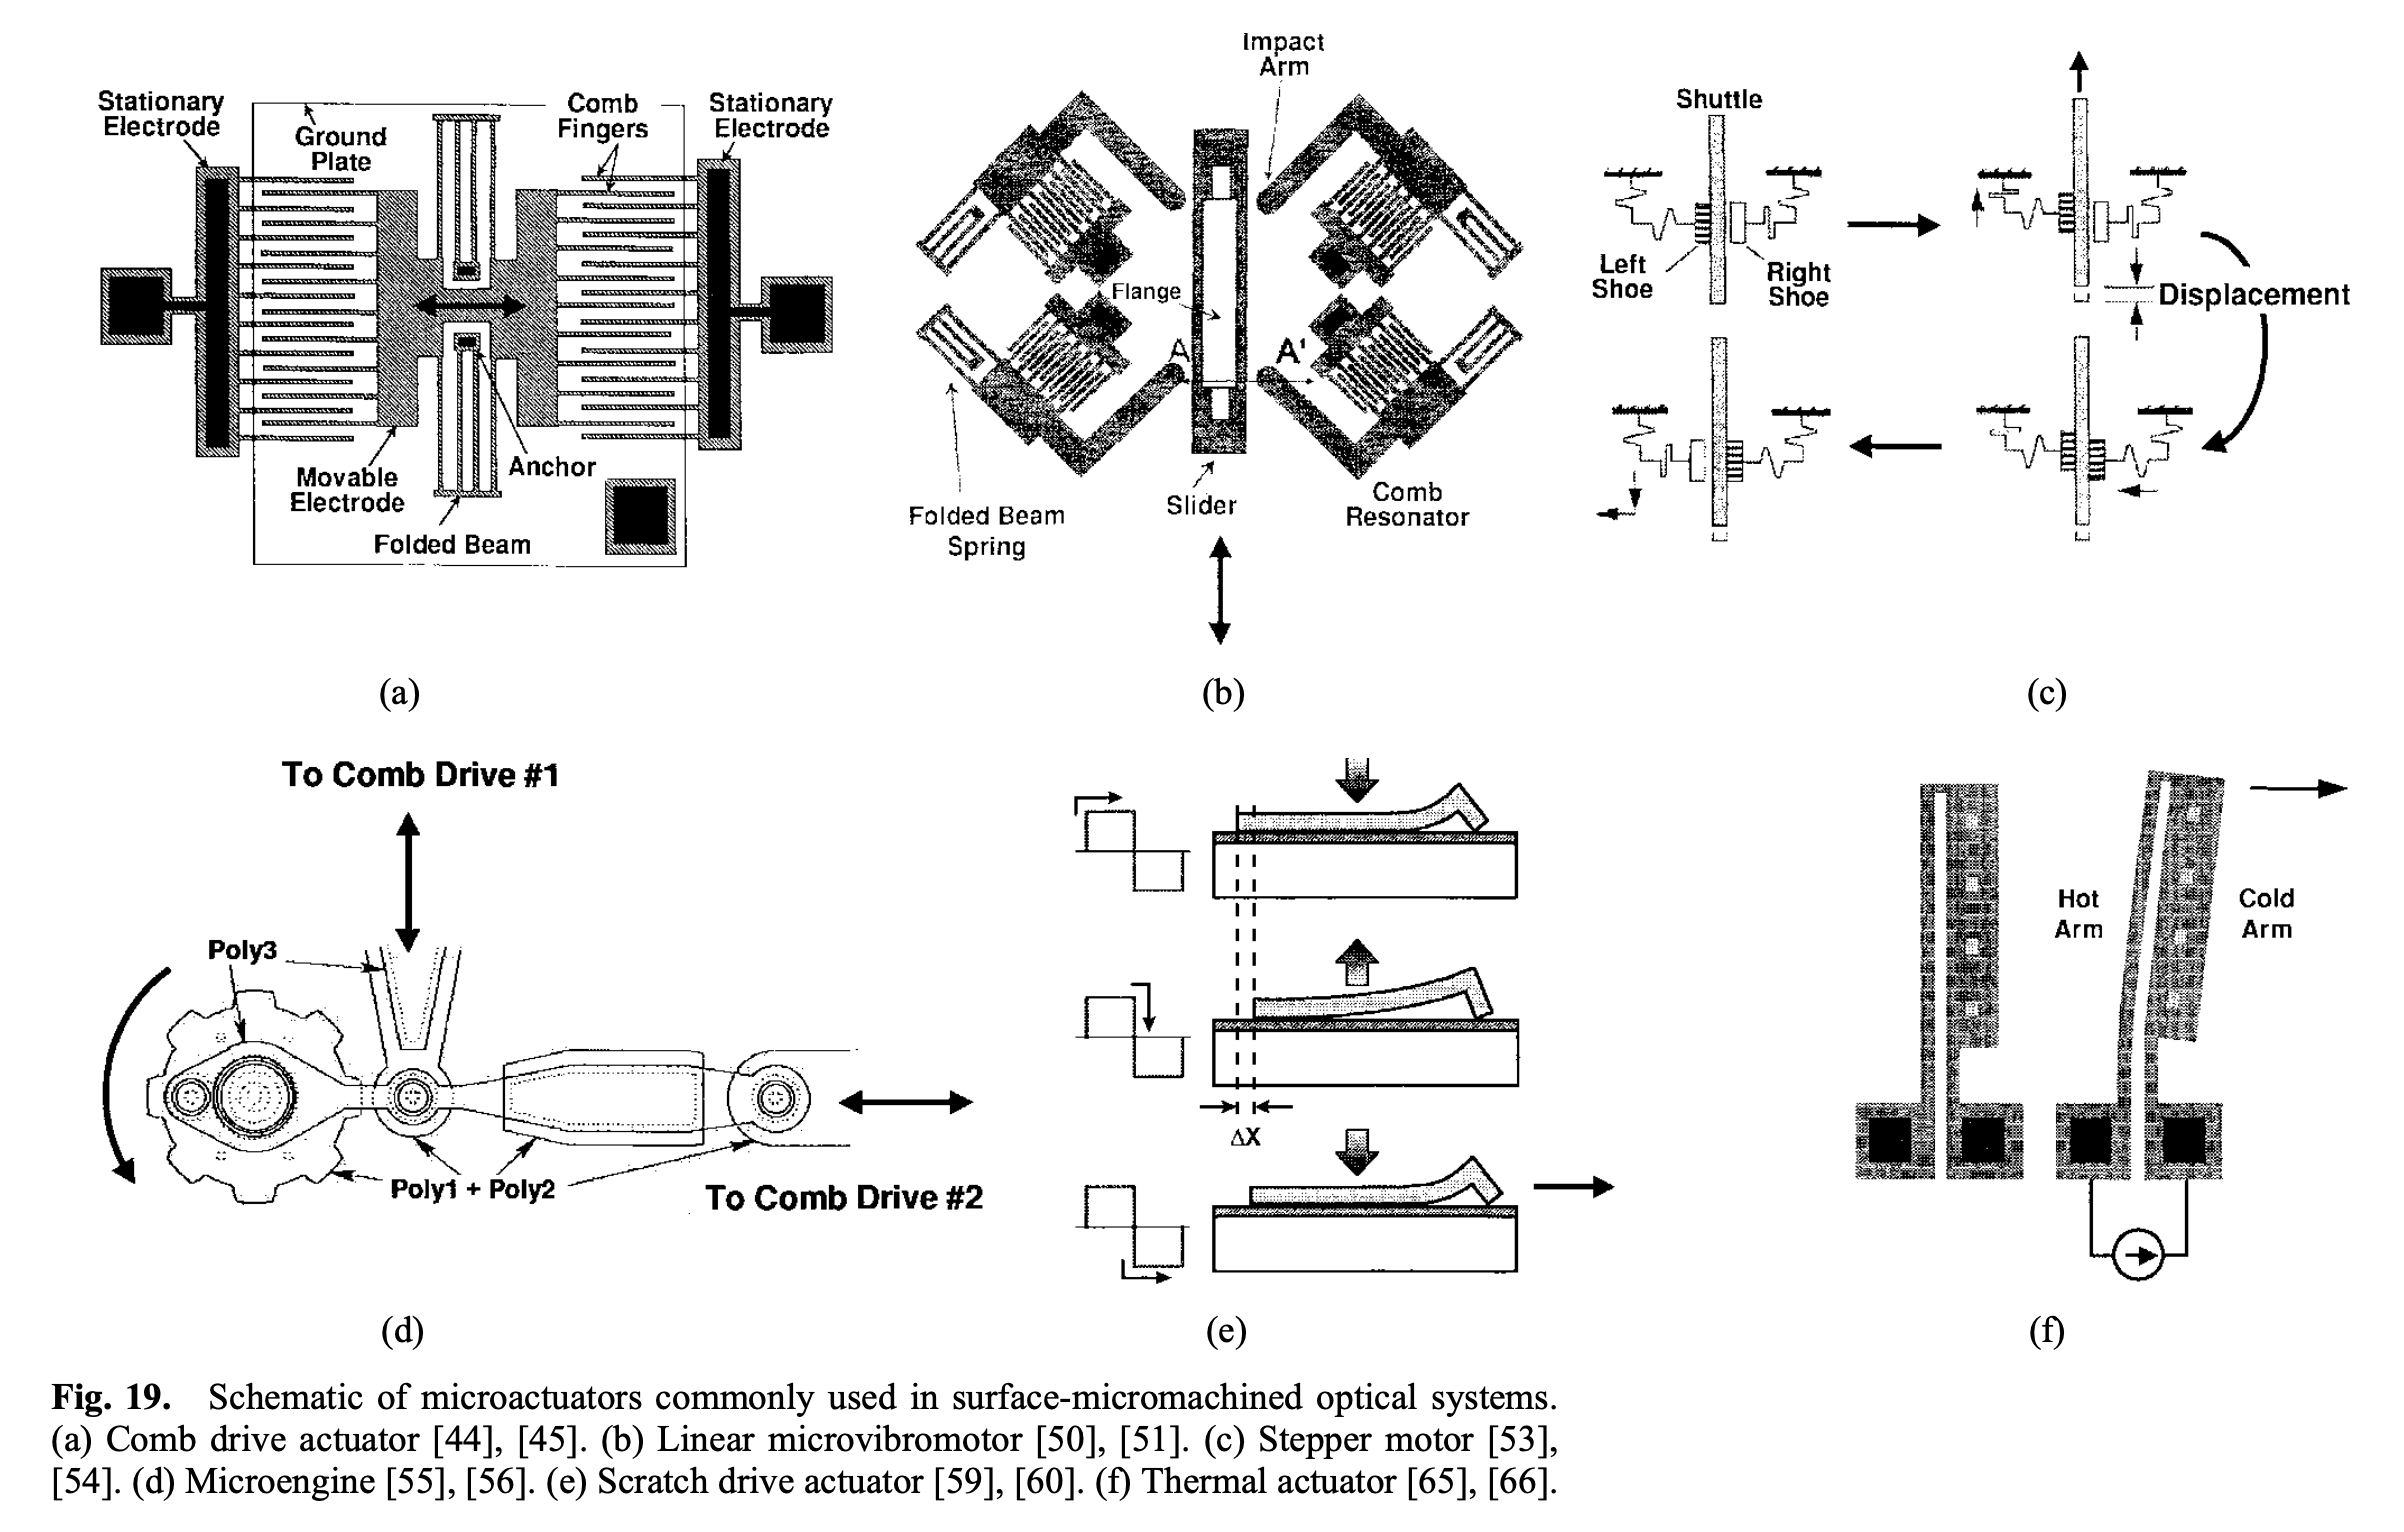 Stationary
Electrode
Ground
Plate
Comb
Fingers
Stationary
Electrode
Movable
Electrode
Anchor
Folded Beam
(a)
Impact
Arm
Flange
A
A'
Folded Beam
Spring
Slider
Comb
Resonator
(b)
Shuttle
Left
Shoe
Right
Shoe
Displacement
(c)
To Comb Drive #1
Poly3
Poly1 + Poly2
To Comb Drive #2
(d)
ΔX
(e)
Hot
Arm
Cold
Arm
(f)
Fig. 19. Schematic of microactuators commonly used in surface-micromachined optical systems.
(a) Comb drive actuator [44], [45]. (b) Linear microvibromotor [50], [51]. (c) Stepper motor [53],
[54]. (d) Microengine [55], [56]. (e) Scratch drive actuator [59], [60]. (f) Thermal actuator [65], [66].